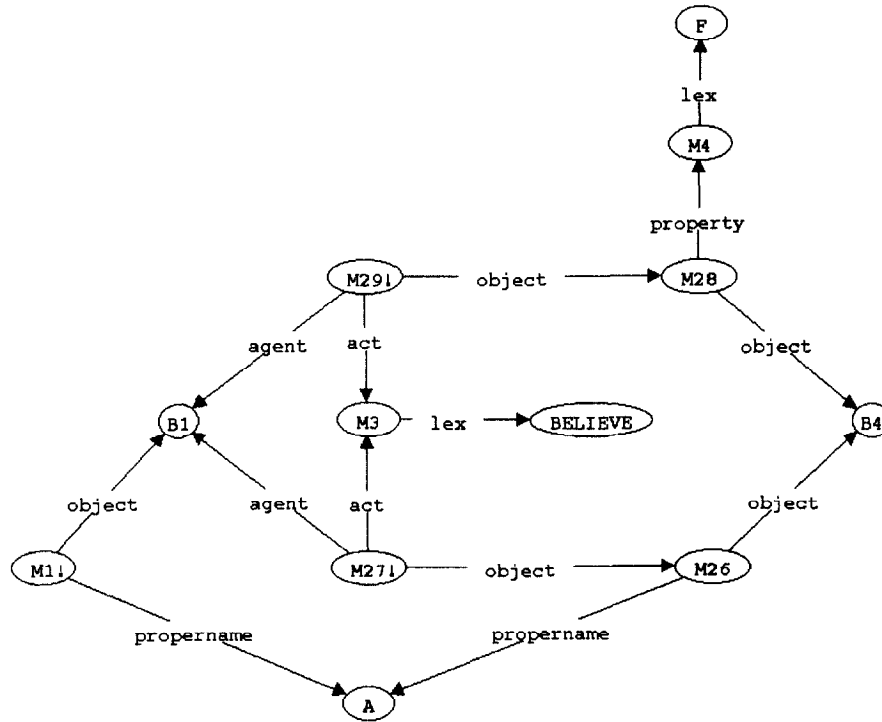 F
lex
M4
property
M29! object M28
agent act object
B1 M3 lex BELIEVE B4
object agent act object
M1! M27! object M26
propername propername
A